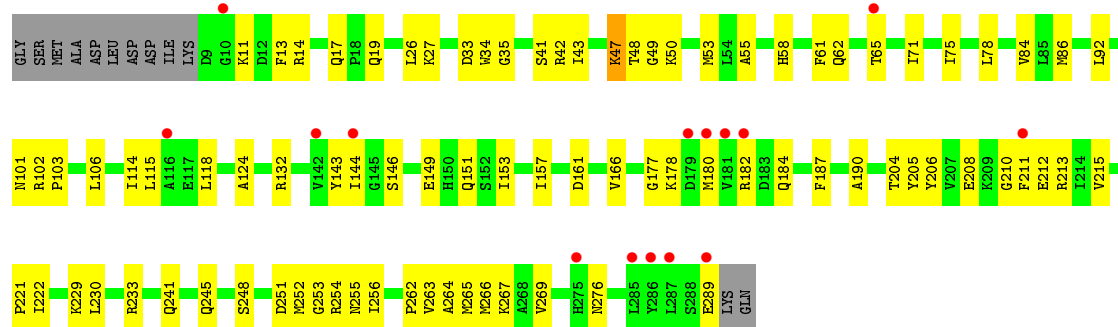 GLY SER MET ALA ASP LEU ASP ASP ILE LYS D9 G10 K11 D12 F13 R14 Q17 P18 Q19 L26 K27 D33 W34 G35 S41 R42 I43 K47 T48 G49 K50 M53 L54 A55 H58 F61 Q62 T65 I71 I75 L78 V84 L85 M86 L92
N101 R102 P103 L106 I114 L115 A116 E117 L118 A124 R132 V142 Y143 I144 G145 S146 E149 H150 Q151 S152 I153 I157 D161 V166 G177 K178 D179 M180 V181 R182 D183 Q184 F187 A190 T204 Y205 Y206 V207 E208 K209 G210 F211 E212 R213 I214 V215
P221 I222 K229 L230 R233 Q241 Q245 S248 D251 M252 G253 R254 N255 I256 P262 V263 A264 M265 M266 K267 A268 V269 H275 N276 L285 Y286 L287 S288 E289 LYS GLN